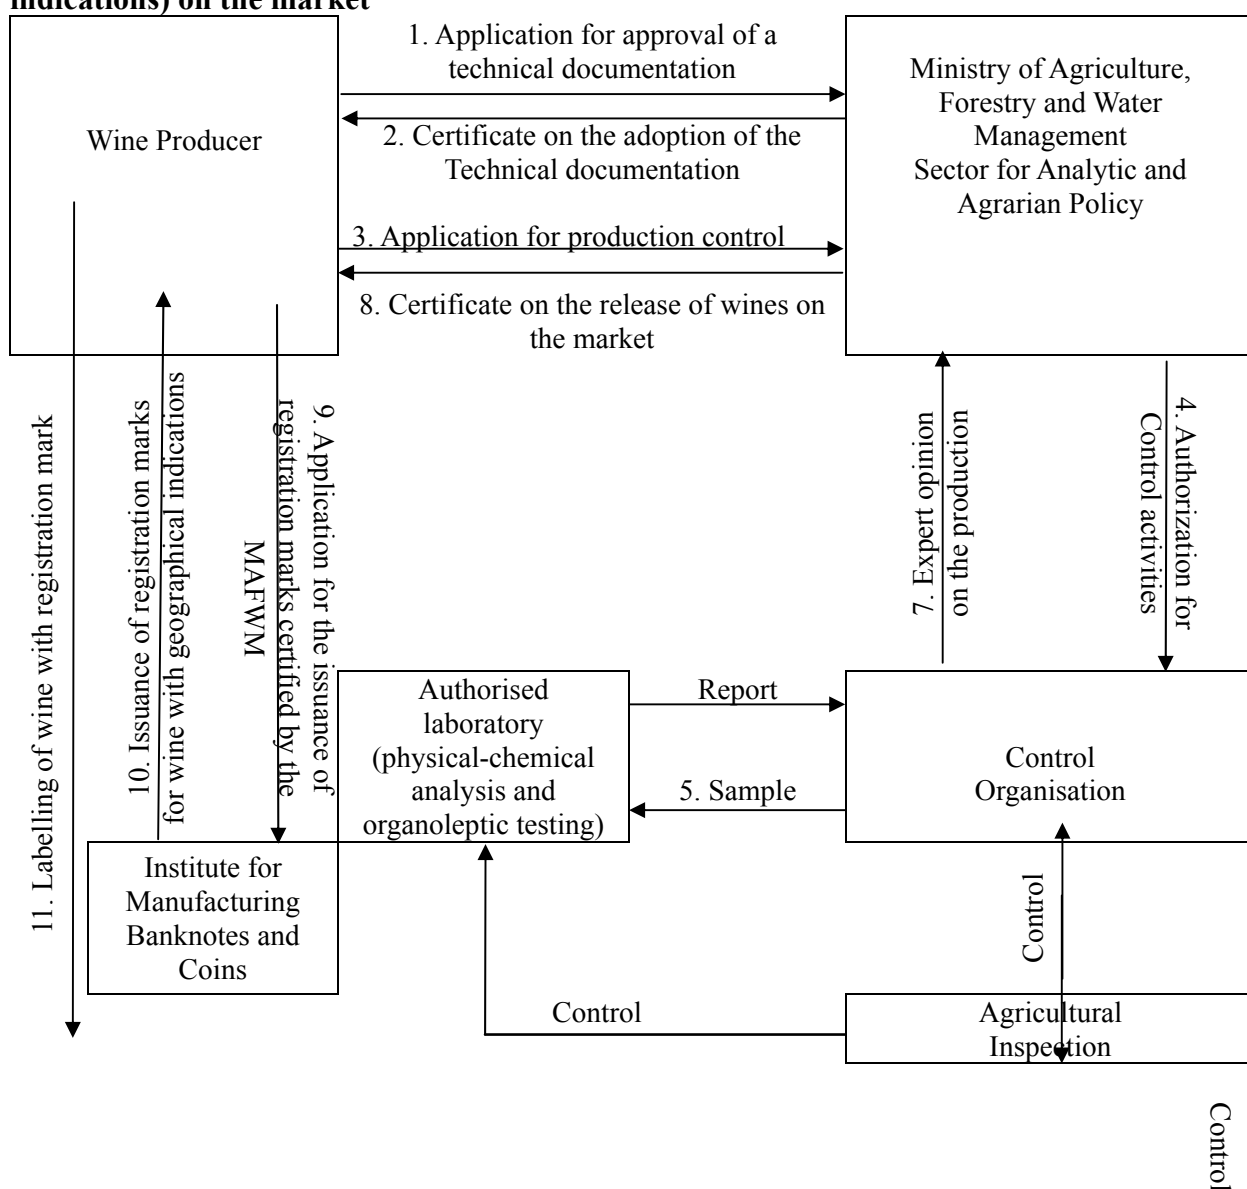 indications) on the market
1. Application for approval of a
technical documentation
Ministry of Agriculture,
Forestry and Water
Management
Sector for Analytic and
Agrarian Policy
Wine Producer
2. Certificate on the adoption of the
Technical documentation
3. Application for production control
8. Certificate on the release of wines on
the market
11. Labelling of wine with registration mark
10. Issuance of registration marks
for wine with geographical indications
9. Application for the issuance of
registration marks certified by the
MAFWM
7. Expert opinion
on the production
4. Authorization for
Control activities
Authorised
laboratory
(physical-chemical
analysis and
organoleptic testing)
Report
5. Sample
Control
Organisation
Institute for
Manufacturing
Banknotes and
Coins
Control
Control
Agricultural
Inspection
Control